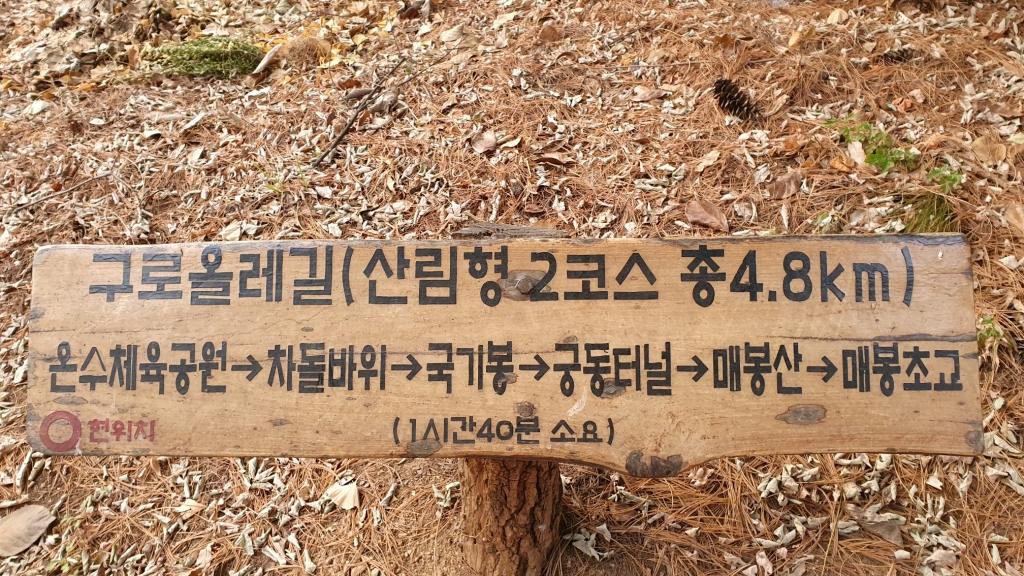 구로올레길(산림형 2코스 총4.8km)
온수체육공원→차돌바위→국기봉→궁동터널→매봉산→매봉초교
현위치 (1시간40분 소요)